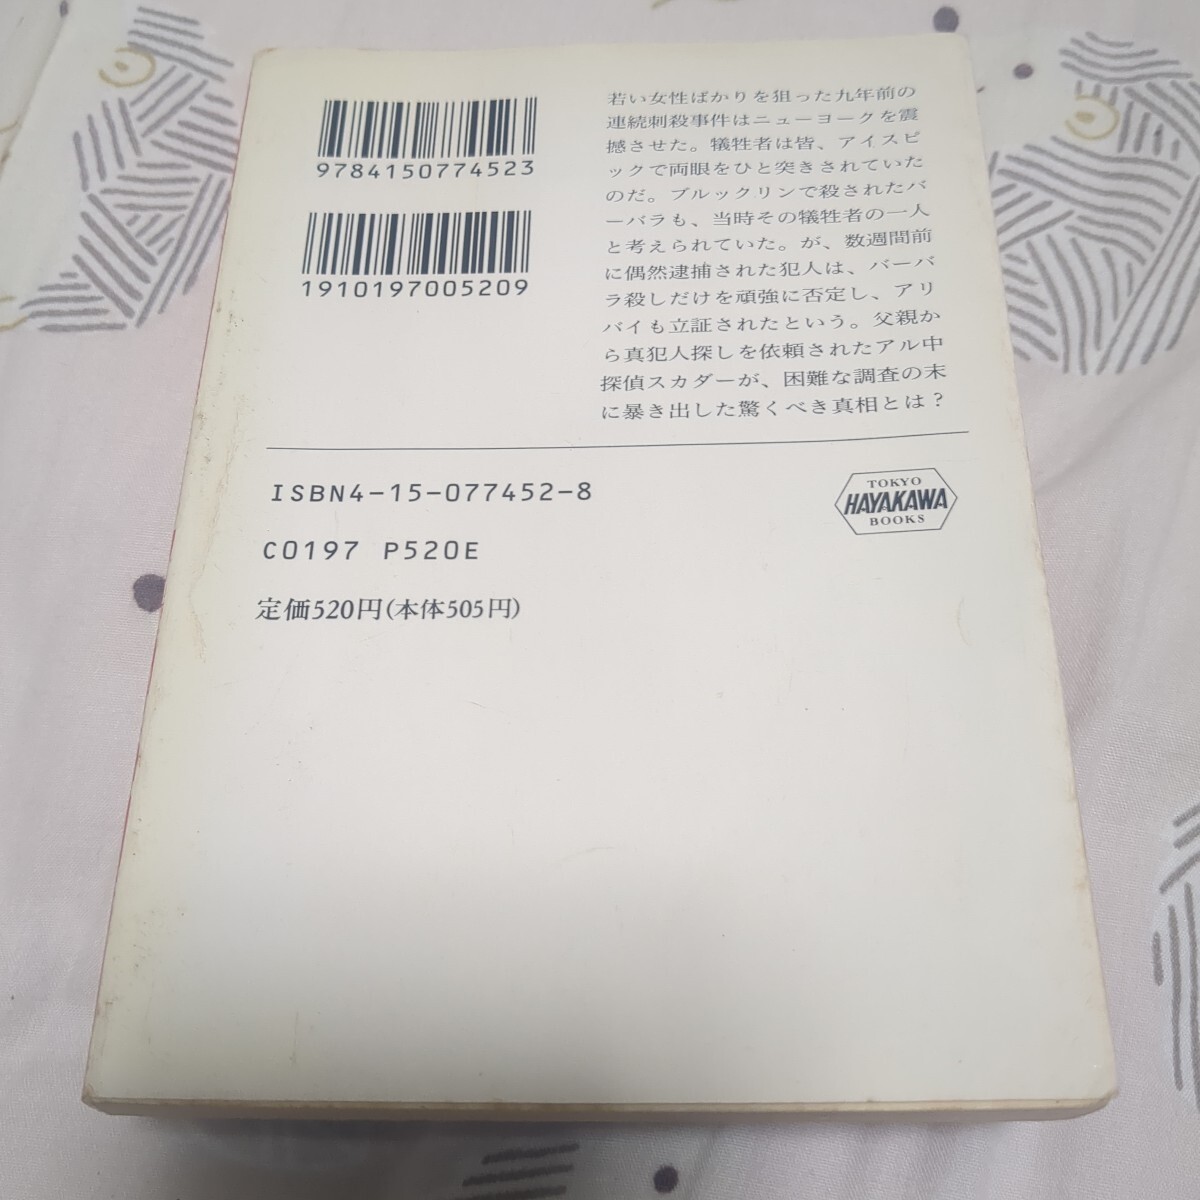 9784150774523
1910197005209
若い女性ばかりを狙った九年前の
連続刺殺事件はニューヨークを震
撼させた。犠牲者は皆、アイスピ
ックで両眼をひと突きされていた
のだ。ブルックリンで殺されたバ
ーバラも、当時その犠牲者の一人
と考えられていた。が、数週間前
に偶然逮捕された犯人は、バーバ
ラ殺しだけを頑強に否定し、アリ
バイも立証されたという。父親か
ら真犯人探しを依頼されたアル中
探偵スカダーが、困難な調査の末
に暴き出した驚くべき真相とは？
ISBN4-15-077452-8
C0197 P520E
定価520円(本体505円)
TOKYO
HAYAKAWA
BOOKS